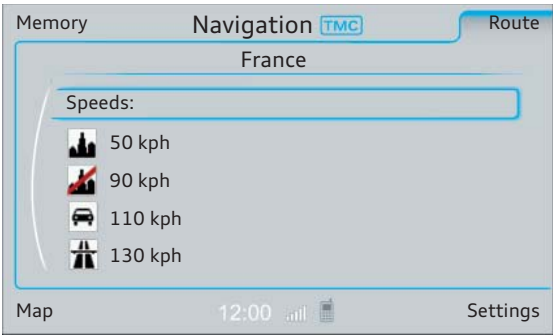 Memory Navigation TMC Route
France
Speeds:
50 kph
90 kph
110 kph
130 kph
Map 12:00 Settings